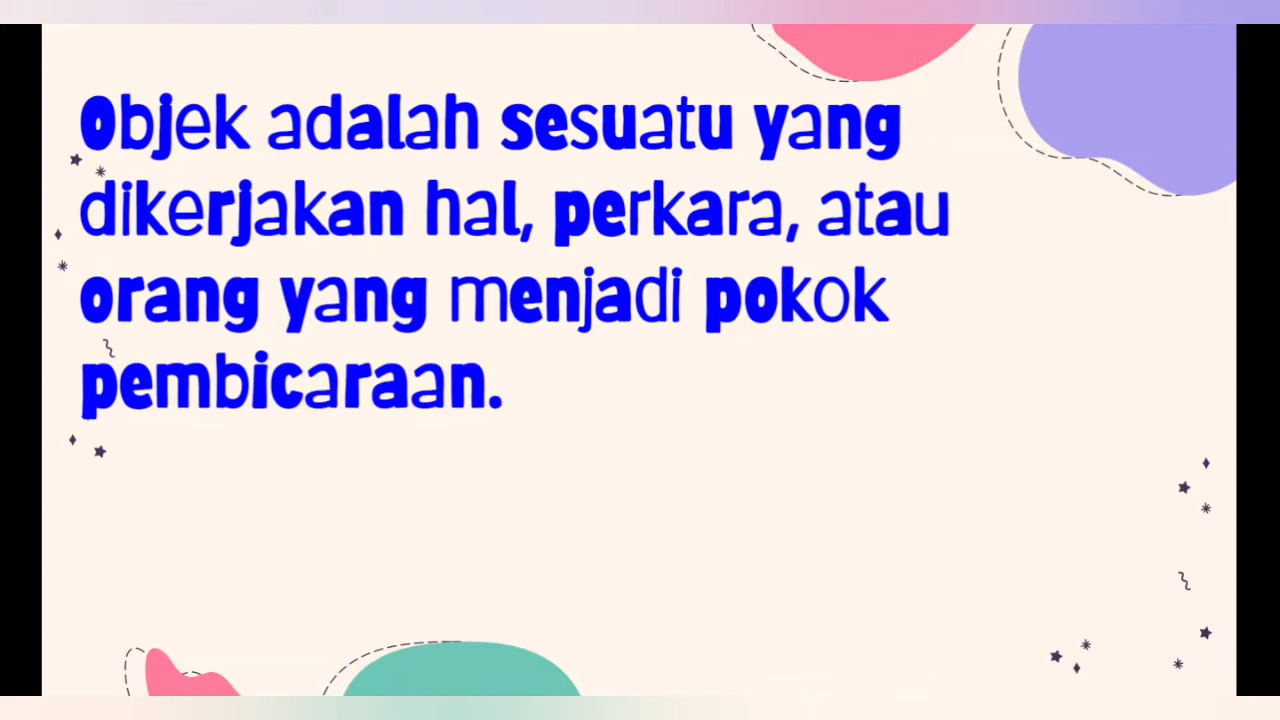 Objek adalah sesuatu yang
dikerjakan hal, perkara, atau
orang yang menjadi pokok
pembicaraan.